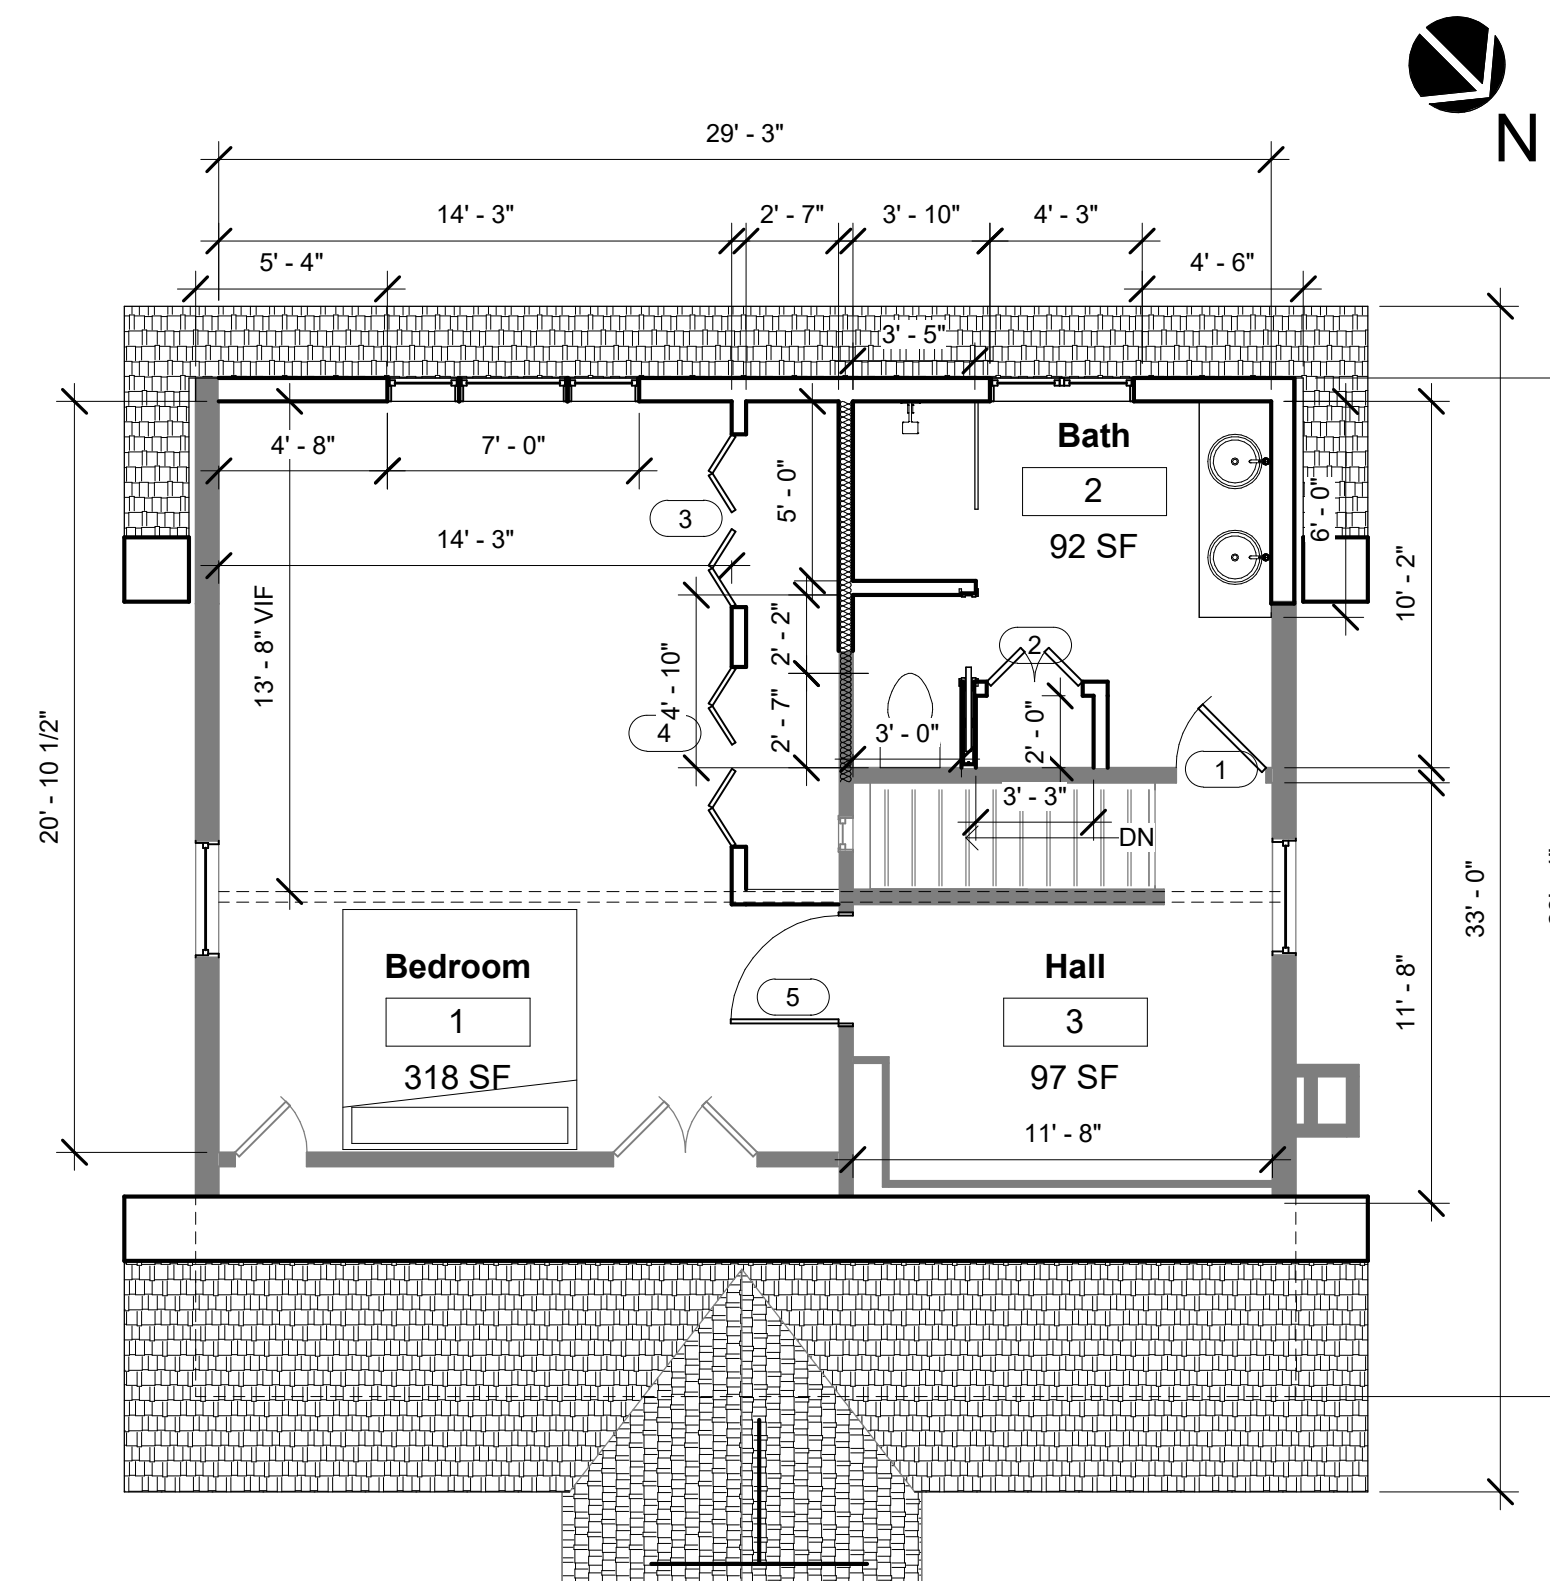 N
29' - 3"
14' - 3"
2' - 7"
3' - 10"
4' - 3"
5' - 4"
4' - 6"
3' - 5"
4' - 8"
7' - 0"
Bath
2
92 SF
5' - 0"
6' - 0"
3
14' - 3"
10' - 2"
13' - 8" VIF
2' - 2"
4' - 10"
2
4
2' - 7"
3' - 0"
2' - 0"
1
20' - 10 1/2"
3' - 3"
DN
33' - 0"
Bedroom
1
318 SF
5
Hall
3
97 SF
11' - 8"
11' - 8"